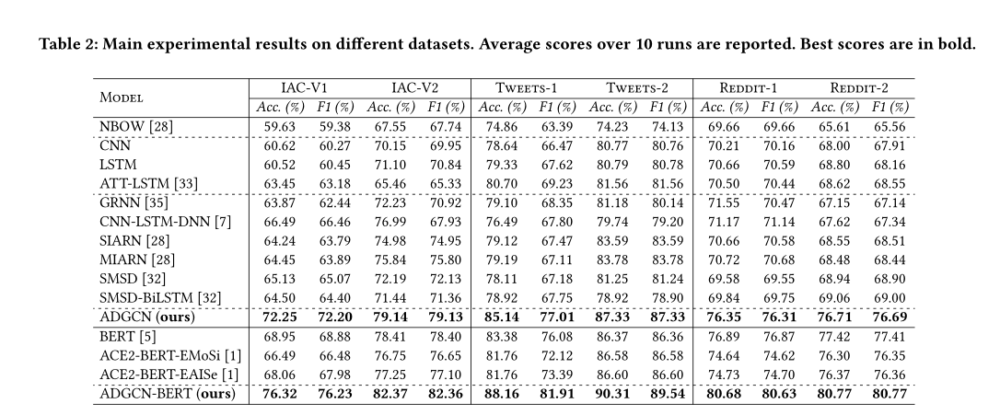 Table 2: Main experimental results on different datasets. Average scores over 10 runs are reported. Best scores are in bold.
MODEL IAC-V1 IAC-V2 TWEETS-1 TWEETS-2 REDDIT-1 REDDIT-2
Acc. (%) F1 (%) Acc. (%) F1 (%) Acc. (%) F1 (%) Acc. (%) F1 (%) Acc. (%) F1 (%) Acc. (%) F1 (%)
NBOW [28] 59.63 59.38 67.55 67.74 74.86 63.39 74.23 74.13 69.66 69.66 65.61 65.56
CNN 60.62 60.27 70.15 69.95 78.64 66.47 80.77 80.76 70.21 70.16 68.00 67.91
LSTM 60.52 60.45 71.10 70.84 79.33 67.62 80.79 80.78 70.66 70.59 68.80 68.16
ATT-LSTM [33] 63.45 63.18 65.46 65.33 80.70 69.23 81.56 81.56 70.50 70.44 68.62 68.55
GRNN [35] 63.87 62.44 72.23 70.92 79.10 68.35 81.18 80.14 71.55 70.47 67.15 67.14
CNN-LSTM-DNN [7] 66.49 66.46 76.99 67.93 76.49 67.80 79.74 79.20 71.17 71.14 67.62 67.34
SIARN [28] 64.24 63.79 74.98 74.95 79.12 67.47 83.59 83.59 70.66 70.58 68.55 68.51
MIARN [28] 64.45 63.89 75.84 75.80 79.19 67.11 83.78 83.78 70.72 70.68 68.48 68.44
SMSD [32] 65.13 65.07 72.19 72.13 78.11 67.18 81.25 81.24 69.58 69.55 68.94 68.90
SMSD-BiLSTM [32] 64.50 64.40 71.44 71.36 78.92 67.75 78.92 78.90 69.84 69.75 69.06 69.00
ADGCN (ours) 72.25 72.20 79.14 79.13 85.14 77.01 87.33 87.33 76.35 76.31 76.71 76.69
BERT [5] 68.95 68.88 78.41 78.40 83.38 76.08 86.37 86.36 76.89 76.87 77.42 77.41
ACE2-BERT-EMoSi [1] 66.49 66.48 76.75 76.65 81.76 72.12 86.58 86.58 74.64 74.62 76.30 76.35
ACE2-BERT-EAISe [1] 68.06 67.98 77.25 77.10 81.76 73.39 86.60 86.60 74.73 74.70 76.37 76.36
ADGCN-BERT (ours) 76.32 76.23 82.37 82.36 88.16 81.91 90.31 89.54 80.68 80.63 80.77 80.77